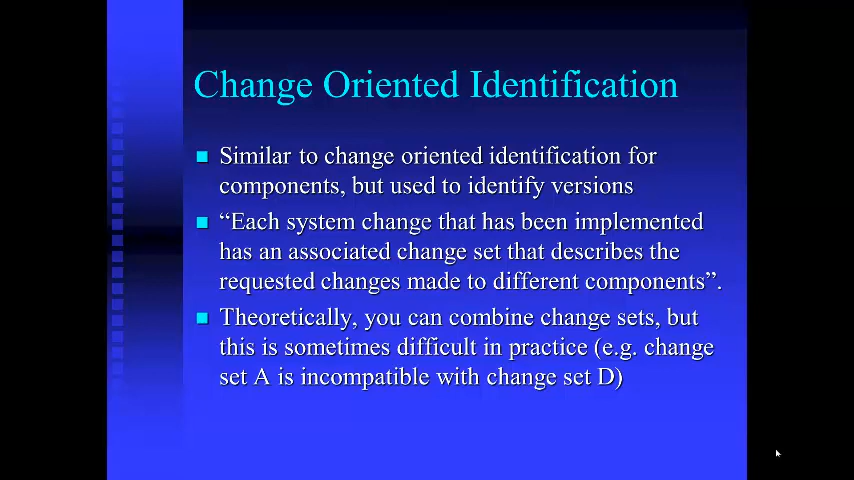 Change Oriented Identification
Similar to change oriented identification for
components, but used to identify versions
“Each system change that has been implemented
has an associated change set that describes the
requested changes made to different components”.
Theoretically, you can combine change sets, but
this is sometimes difficult in practice (e.g. change
set A is incompatible with change set D)